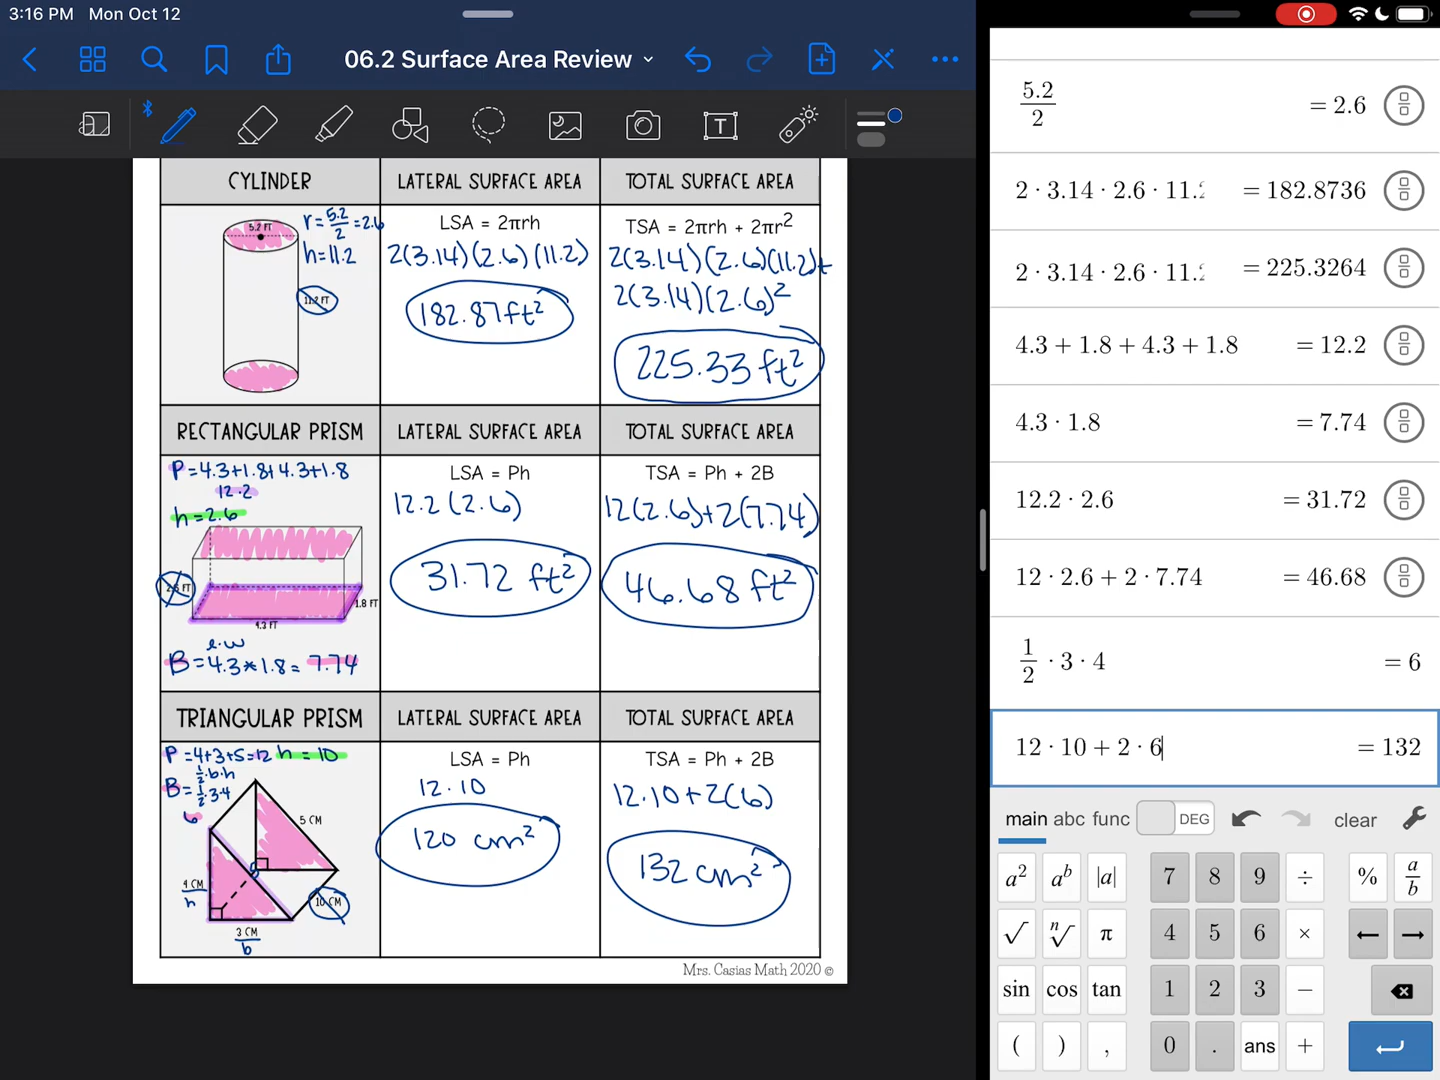 3:16 PM Mon Oct 12
06.2 Surface Area Review
T
CYLINDER
LATERAL SURFACE AREA
TOTAL SURFACE AREA
5.2 FT
r = 5.2/2 = 2.6
h = 11.2
11.2 FT
LSA = 2πrh
2(3.14)(2.6)(11.2)
182.87 ft²
TSA = 2πrh + 2πr²
2(3.14)(2.6)(11.2)+
2(3.14)(2.6)²
225.33 ft²
RECTANGULAR PRISM
LATERAL SURFACE AREA
TOTAL SURFACE AREA
P = 4.3+1.8+4.3+1.8
12.2
h = 2.6
FT
1.8 FT
4.3 FT
l·w
B = 4.3*1.8 = 7.74
LSA = Ph
12.2(2.6)
31.72 ft²
TSA = Ph + 2B
12(2.6)+2(7.74)
46.68 ft²
TRIANGULAR PRISM
LATERAL SURFACE AREA
TOTAL SURFACE AREA
P = 4+3+5=12 h = 10
½·b·h
B = ½·3·4
6
5 CM
4 CM
h
10 CM
3 CM
b
LSA = Ph
12·10
120 cm²
TSA = Ph + 2B
12·10+2(6)
132 cm²
Mrs. Casias Math 2020 ©
5.2/2 = 2.6
2 · 3.14 · 2.6 · 11.2 = 182.8736
2 · 3.14 · 2.6 · 11.2 = 225.3264
4.3 + 1.8 + 4.3 + 1.8 = 12.2
4.3 · 1.8 = 7.74
12.2 · 2.6 = 31.72
12 · 2.6 + 2 · 7.74 = 46.68
1/2 · 3 · 4 = 6
12 · 10 + 2 · 6 = 132
main abc func DEG clear
a² aᵇ |a| 7 8 9 ÷ % a/b
√ ⁿ√ π 4 5 6 × ← →
sin cos tan 1 2 3 −
( ) , 0 . ans +